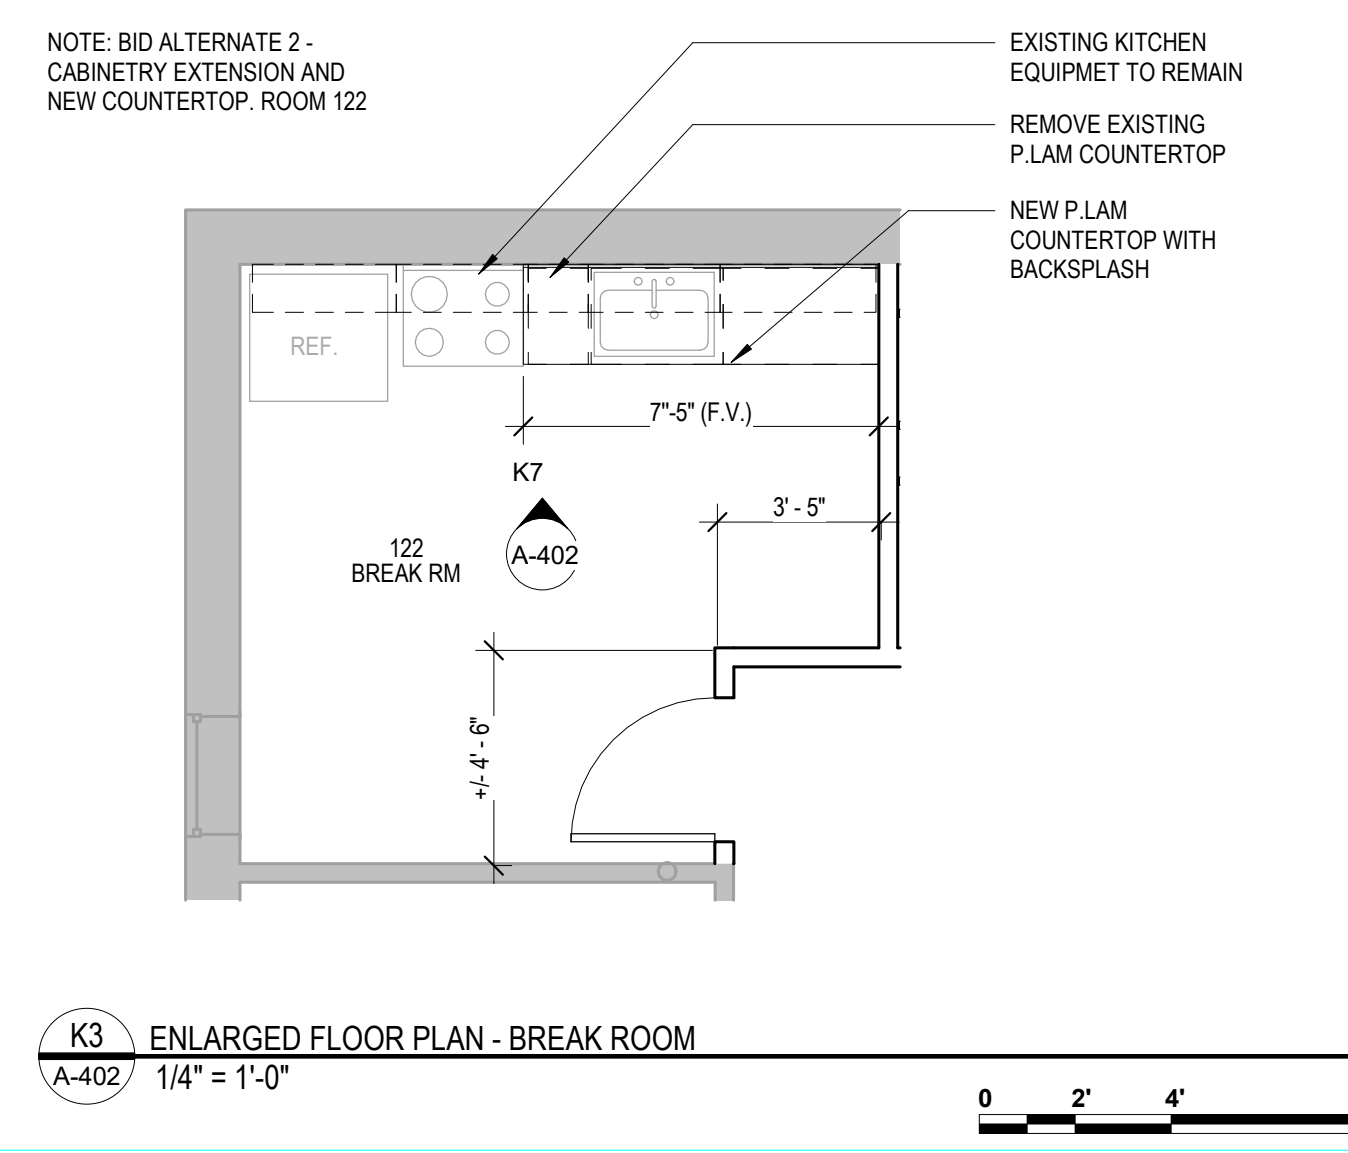 NOTE: BID ALTERNATE 2 -
CABINETRY EXTENSION AND
NEW COUNTERTOP. ROOM 122
EXISTING KITCHEN
EQUIPMET TO REMAIN
REMOVE EXISTING
P.LAM COUNTERTOP
NEW P.LAM
COUNTERTOP WITH
BACKSPLASH
REF.
7"-5" (F.V.)
K7
A-402
3' - 5"
122
BREAK RM
+/- 4' - 6"
K3
A-402
ENLARGED FLOOR PLAN - BREAK ROOM
1/4" = 1'-0"
0 2' 4'